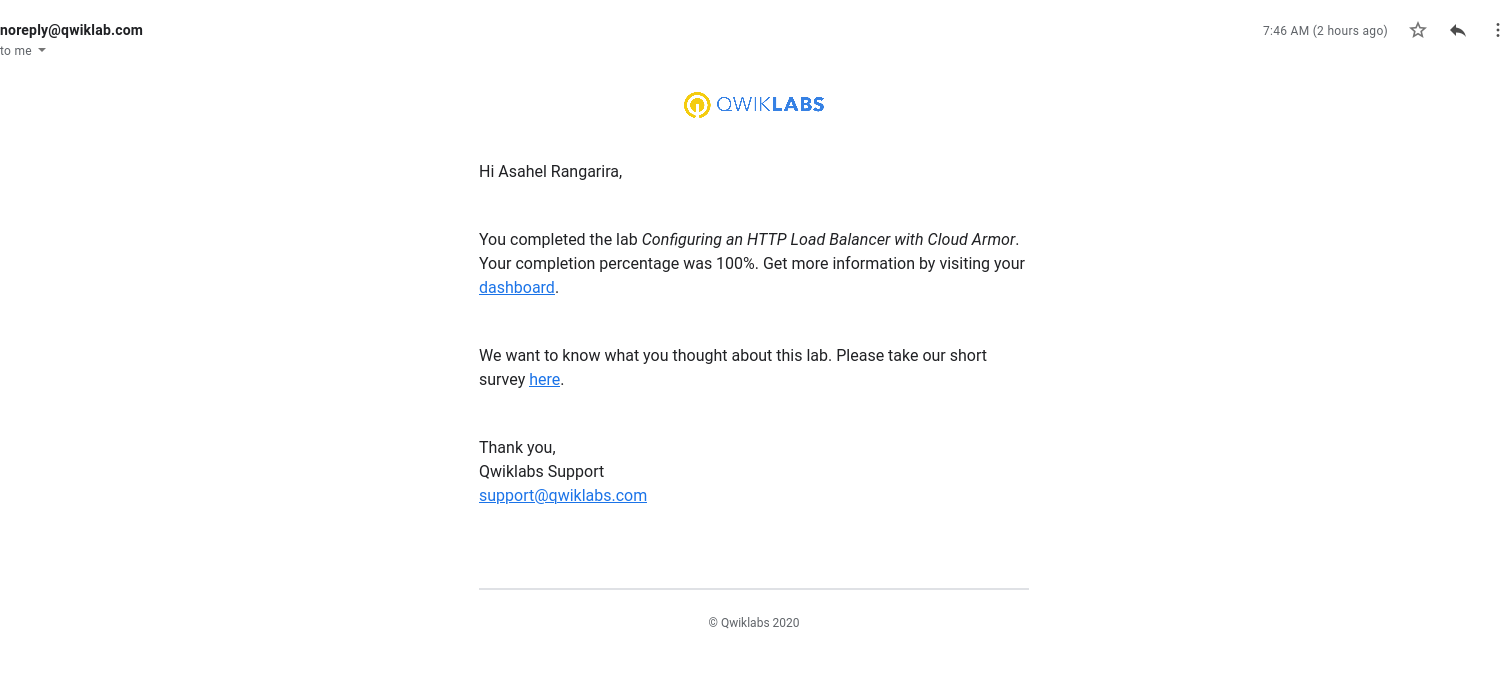 noreply@qwiklab.com
7:46 AM (2 hours ago)
to me
QWIKLABS
Hi Asahel Rangarira,
You completed the lab Configuring an HTTP Load Balancer with Cloud Armor.
Your completion percentage was 100%. Get more information by visiting your
dashboard.
We want to know what you thought about this lab. Please take our short
survey here.
Thank you,
Qwiklabs Support
support@qwiklabs.com
© Qwiklabs 2020